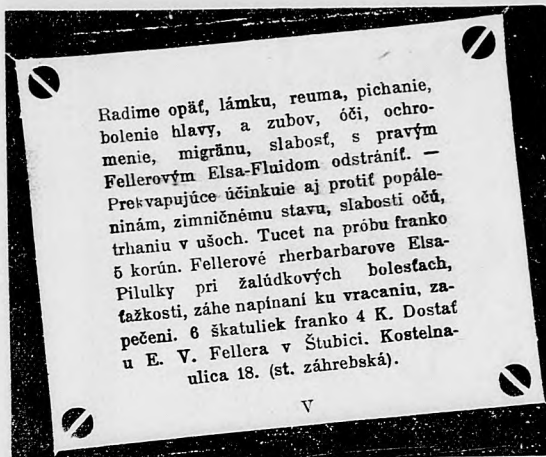 Radime opäť, lámku, reuma, pichanie,
bolenie hlavy, a zubov, óči, ochro-
menie, migränu, slabosť, s pravým
Fellerovým Elsa-Fluidom odstrániť. —
Prekvapujúce účinkuie aj protiť popále-
ninám, zimničnému stavu, slabosti očú,
trhaniu v ušoch. Tucet na próbu franko
5 korún. Fellerové rherbarbarove Elsa-
Pilulky pri žalúdkových bolesťach,
ťažkosti, záhe napínaní ku vracaniu, za-
pečeni. 6 škatuliek franko 4 K. Dostať
u E. V. Fellera v Štubici. Kostelna-
ulica 18. (st. záhrebská).
V